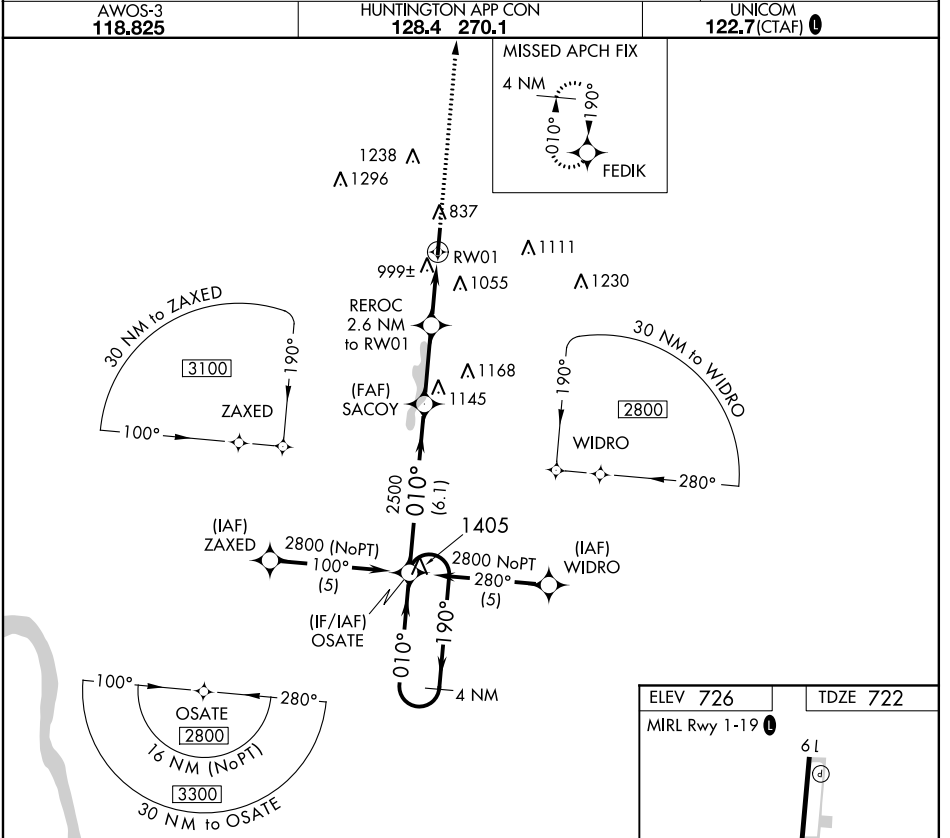 AWOS-3
118.825
HUNTINGTON APP CON
128.4 270.1
UNICOM
122.7(CTAF) L
MISSED APCH FIX
4 NM
010°
190°
FEDIK
1238
1296
837
RW01
1111
999±
1055
1230
REROC
2.6 NM
to RW01
30 NM to ZAXED
3100
190°
ZAXED
100°
(FAF)
SACOY
1168
1145
30 NM to WIDRO
190°
2800
WIDRO
280°
2500
010°
(6.1)
1405
(IAF)
ZAXED
2800 (NoPT)
100°
(5)
2800 NoPT
280°
(5)
(IAF)
WIDRO
(IF/IAF)
OSATE
010°
190°
4 NM
100°
280°
OSATE
2800
16 NM (NoPT)
3300
30 NM to OSATE
ELEV 726
TDZE 722
MIRL Rwy 1-19 L
19
P